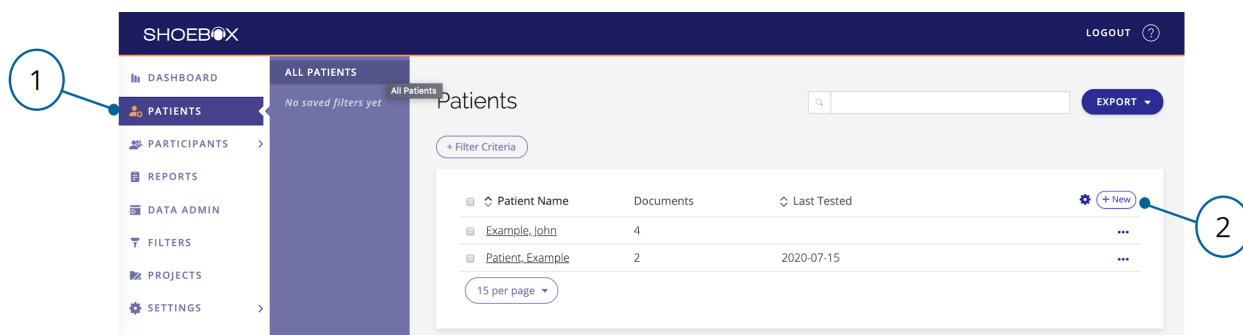 SHOEBOX
LOGOUT ?
1
DASHBOARD
PATIENTS
PARTICIPANTS
REPORTS
DATA ADMIN
FILTERS
PROJECTS
SETTINGS
ALL PATIENTS
No saved filters yet
All Patients
Patients
EXPORT
+ Filter Criteria
Patient Name Documents Last Tested + New
Example, John 4
Patient, Example 2 2020-07-15
15 per page
2